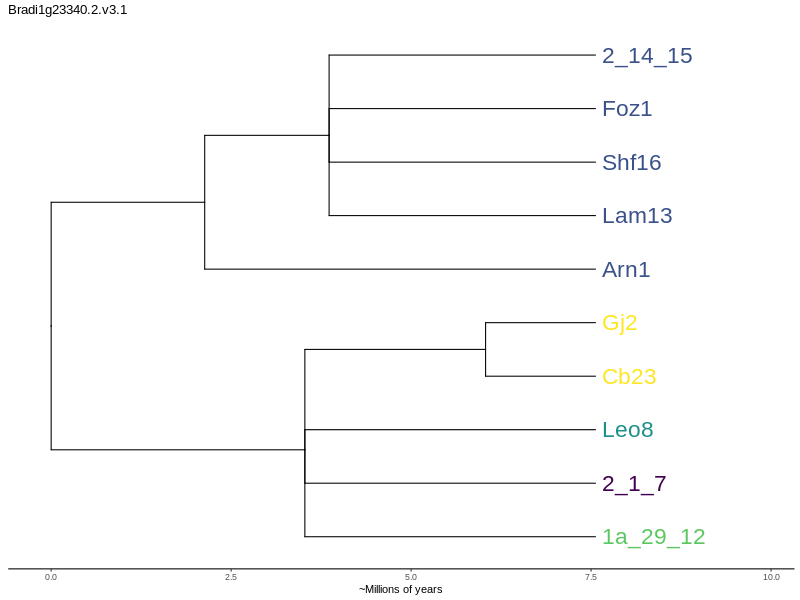 Bradi1g23340.2.v3.1
2_14_15
Foz1
Shf16
Lam13
Arn1
Gj2
Cb23
Leo8
2_1_7
1a_29_12
0.0 2.5 5.0 7.5 10.0
~Millions of years